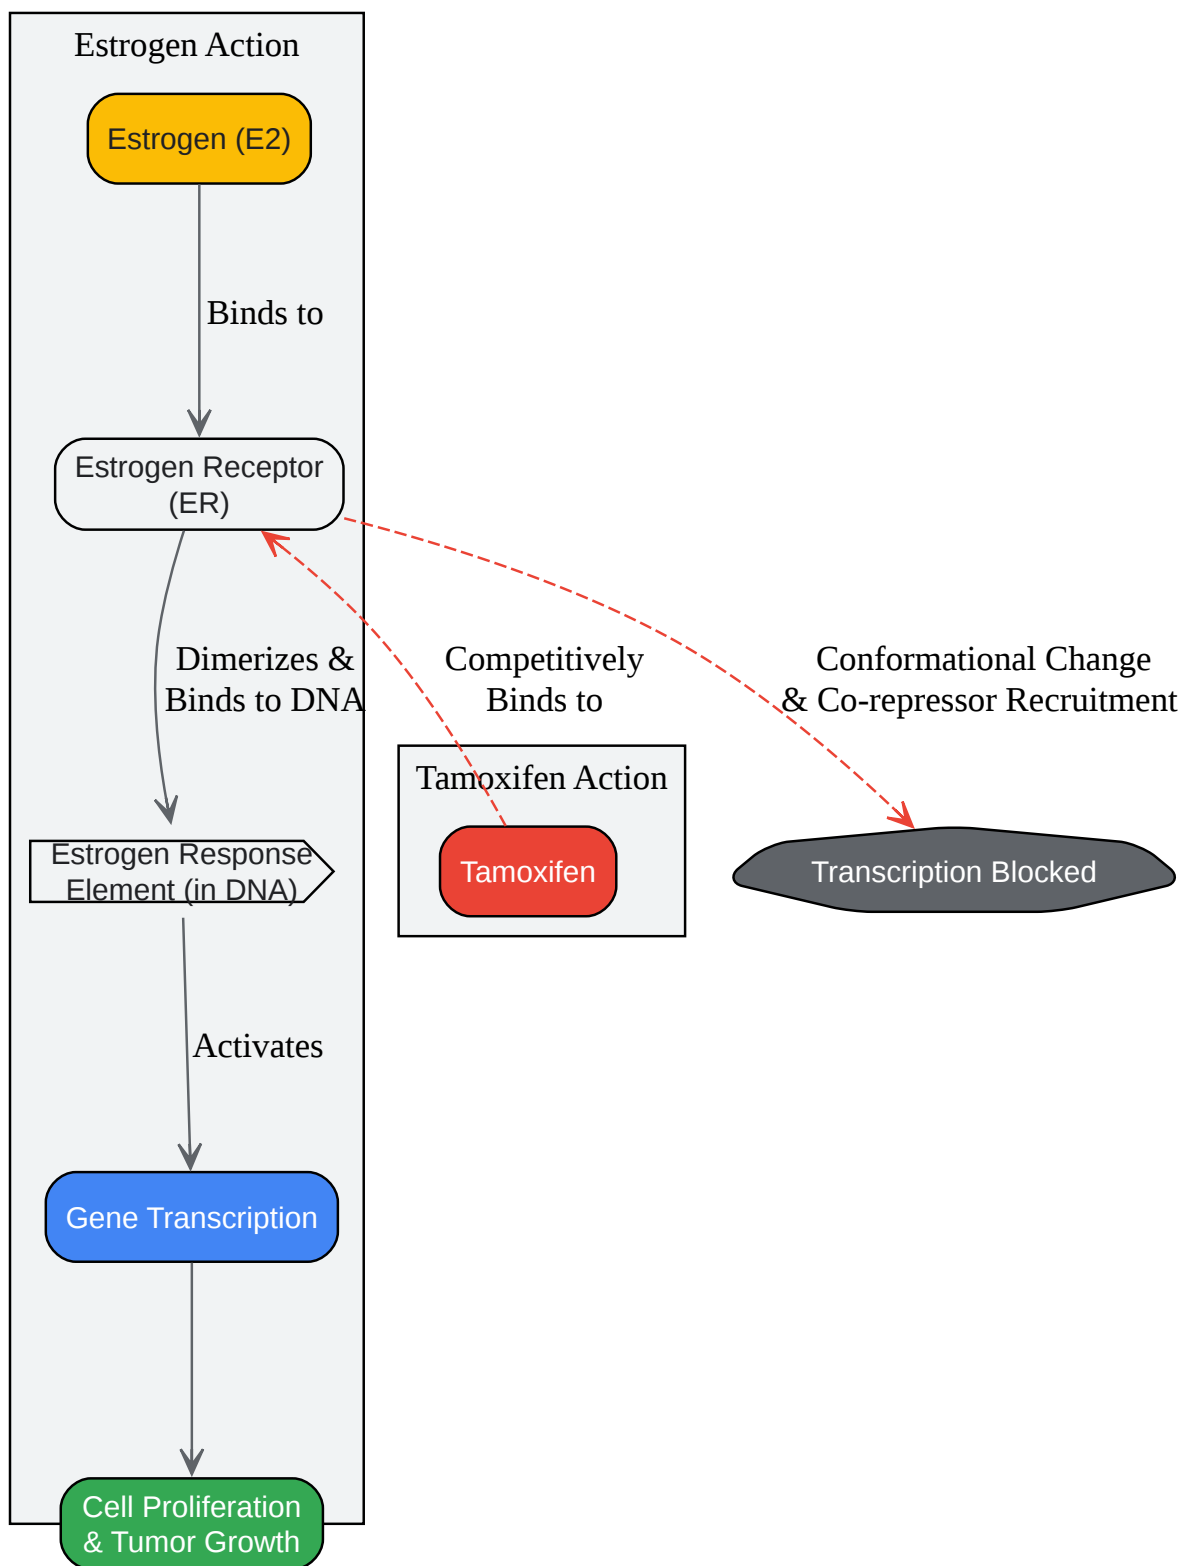 Estrogen Action
Estrogen (E2)
Binds to
Estrogen Receptor
(ER)
Dimerizes &
Binds to DNA
Competitively
Binds to
Conformational Change
& Co-repressor Recruitment
Tamoxifen Action
Estrogen Response
Element (in DNA)
Tamoxifen
Transcription Blocked
Activates
Gene Transcription
Cell Proliferation
& Tumor Growth